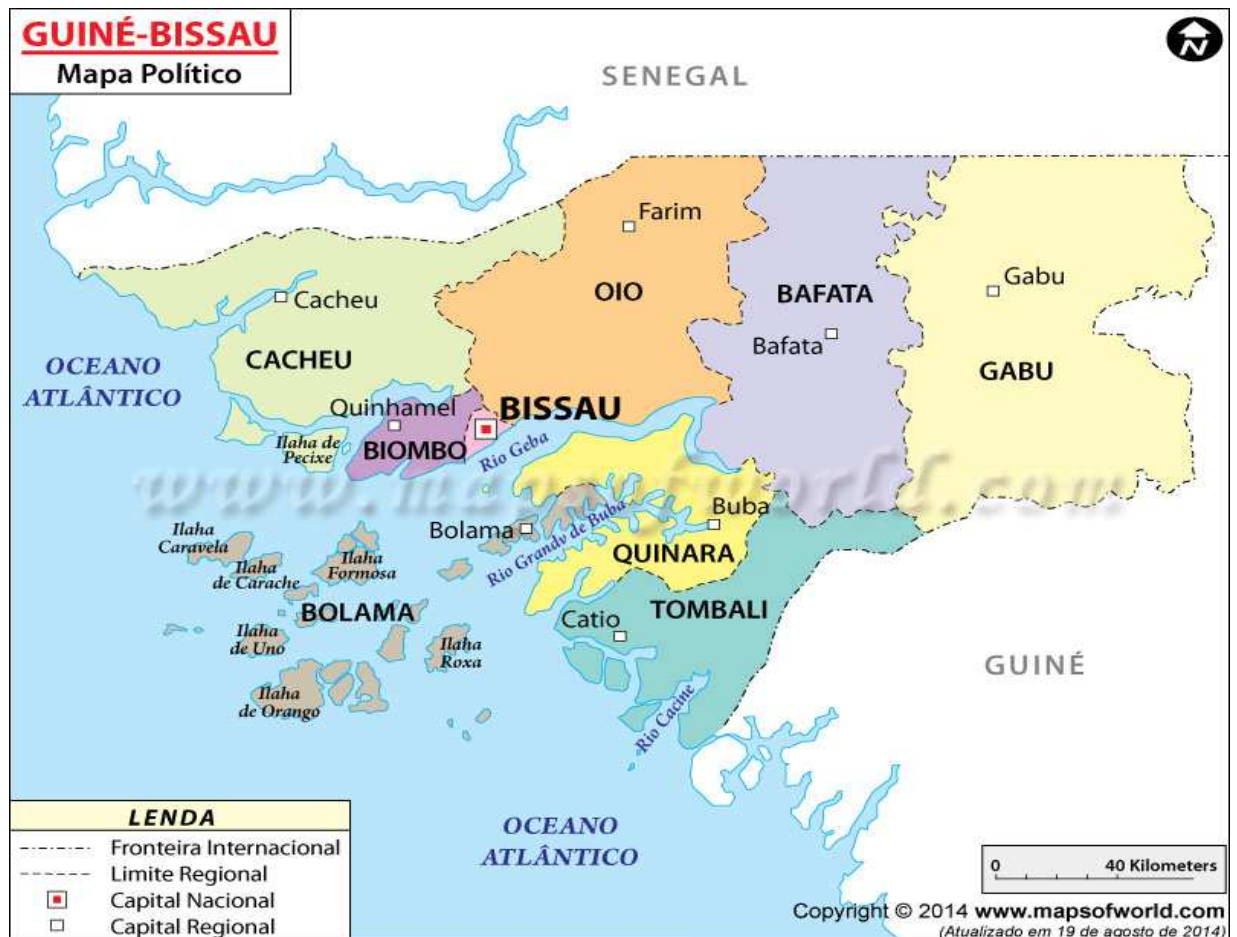 GUINÉ-BISSAU
Mapa Político
N
SENEGAL
Farim
Cacheu
OIO
BAFATA
Gabu
Bafata
OCEANO
ATLÂNTICO
CACHEU
GABU
Quinhamel
BISSAU
BIOMBO
Ilaha de
Pecixe
Rio Geba
www.mapsofworld.com
Ilaha
Caravela
Bolama
Buba
Rio Grandv de Buba
Ilaha
de Carache
Ilaha
Formosa
QUINARA
BOLAMA
TOMBALI
Catio
Ilaha
de Uno
Ilaha
Roxa
GUINÉ
Ilaha
de Orango
Rio Cacine
OCEANO
ATLÂNTICO
LENDA
Fronteira Internacional
Limite Regional
Capital Nacional
Capital Regional
0 40 Kilometers
Copyright © 2014 www.mapsofworld.com
(Atualizado em 19 de agosto de 2014)